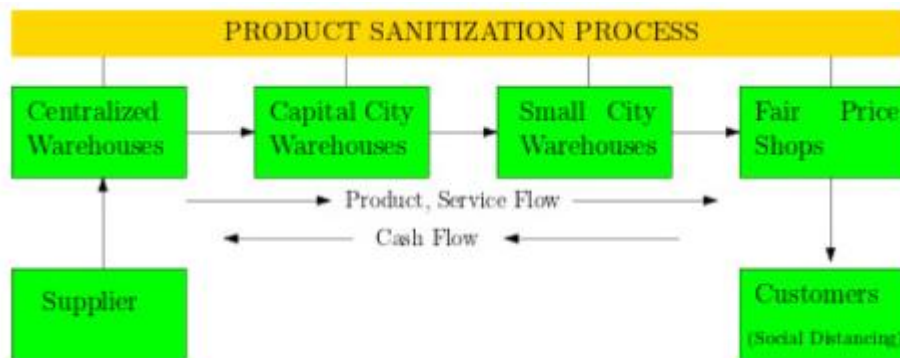 PRODUCT SANITIZATION PROCESS
Centralized
Warehouses
Capital City
Warehouses
Small City
Warehouses
Fair Price
Shops
Product, Service Flow
Cash Flow
Supplier
Customers
(Social Distancing)